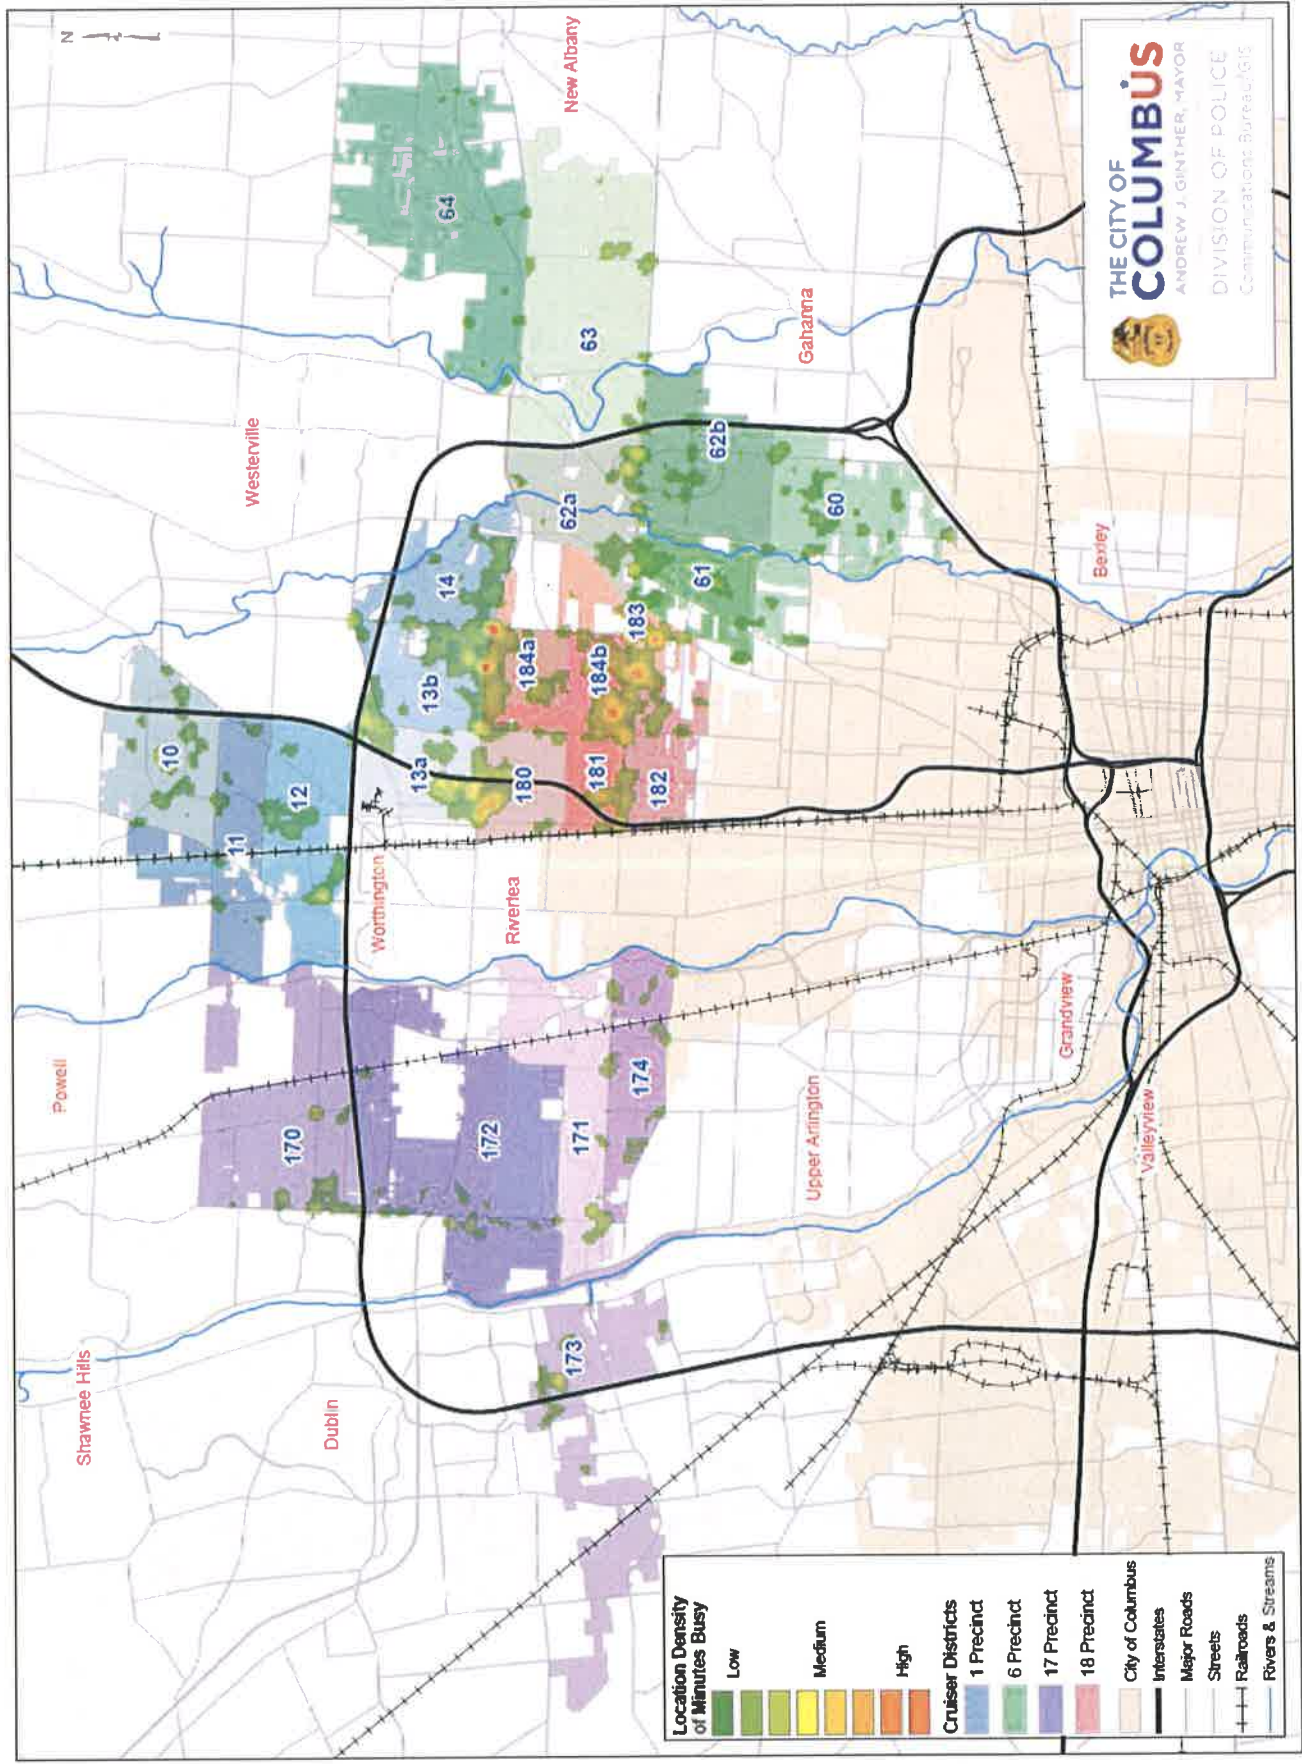 N
Shawnee Hills
Powell
Dublin
Westerville
New Albany
Worthington
Riverlea
Gahanna
Upper Arlington
Grandview
Valleyview
Bexley
10
11
12
13a
13b
14
170
171
172
173
174
180
181
182
183
184a
184b
60
61
62a
62b
63
64
Location Density
of Minutes Busy
Low
Medium
High
Cruiser Districts
1 Precinct
6 Precinct
17 Precinct
18 Precinct
City of Columbus
Interstates
Major Roads
Streets
Railroads
Rivers & Streams
THE CITY OF
COLUMBUS
ANDREW J. GINTHER, MAYOR
DIVISION OF POLICE
Communications Bureau/GIS